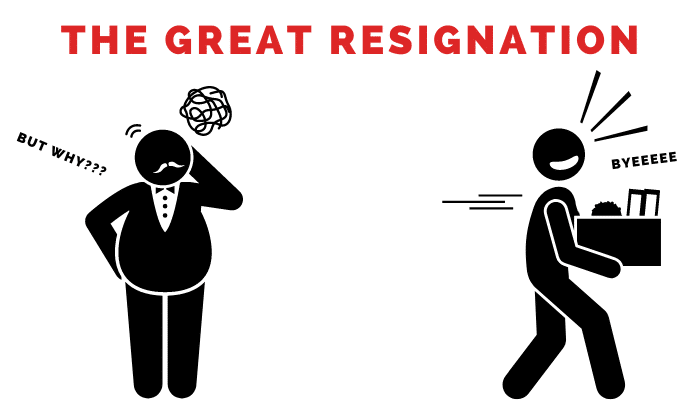 THE GREAT RESIGNATION
BUT WHY???
BYEEEEE